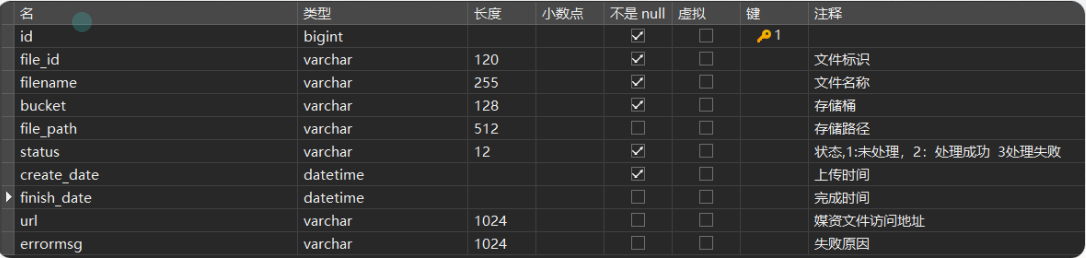 名 类型 长度 小数点 不是 null 虚拟 键 注释
id bigint 1
file_id varchar 120 文件标识
filename varchar 255 文件名称
bucket varchar 128 存储桶
file_path varchar 512 存储路径
status varchar 12 状态,1:未处理，2：处理成功 3处理失败
create_date datetime 上传时间
finish_date datetime 完成时间
url varchar 1024 媒资文件访问地址
errormsg varchar 1024 失败原因